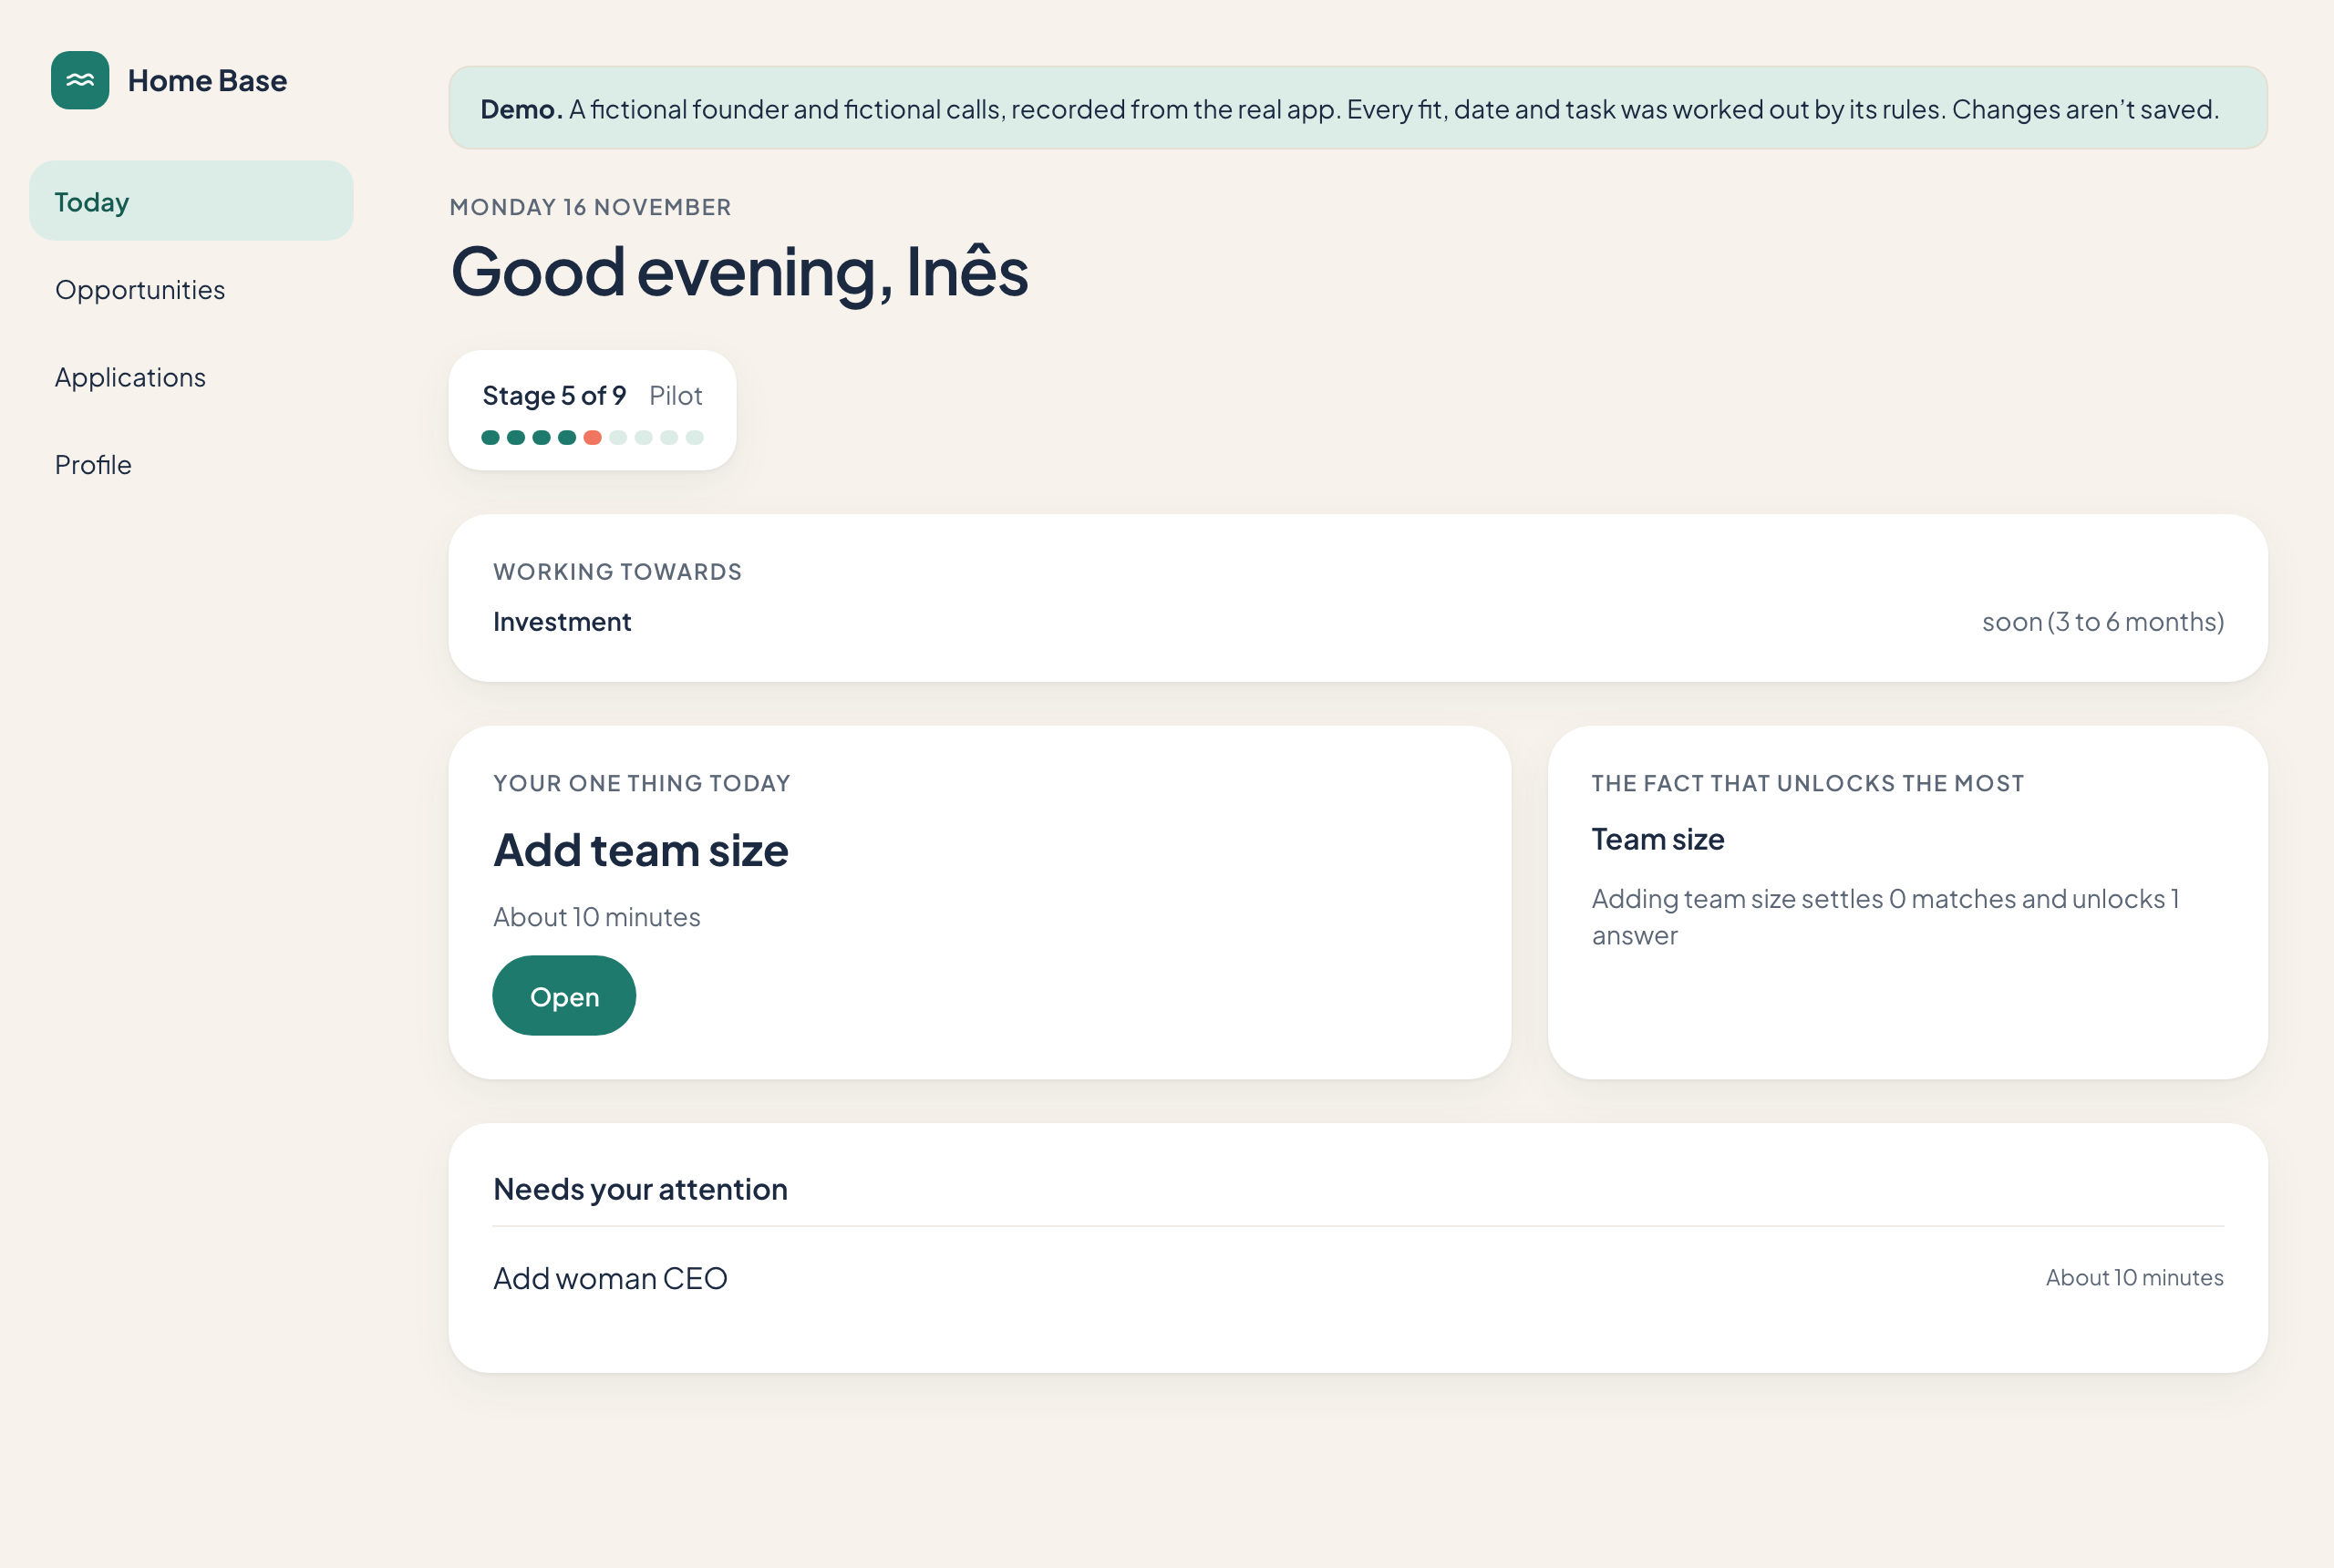 Home Base
Today
Opportunities
Applications
Profile
Demo. A fictional founder and fictional calls, recorded from the real app. Every fit, date and task was worked out by its rules. Changes aren’t saved.
MONDAY 16 NOVEMBER
Good evening, Inês
Stage 5 of 9 Pilot
WORKING TOWARDS
Investment soon (3 to 6 months)
YOUR ONE THING TODAY
Add team size
About 10 minutes
Open
THE FACT THAT UNLOCKS THE MOST
Team size
Adding team size settles 0 matches and unlocks 1
answer
Needs your attention
Add woman CEO About 10 minutes